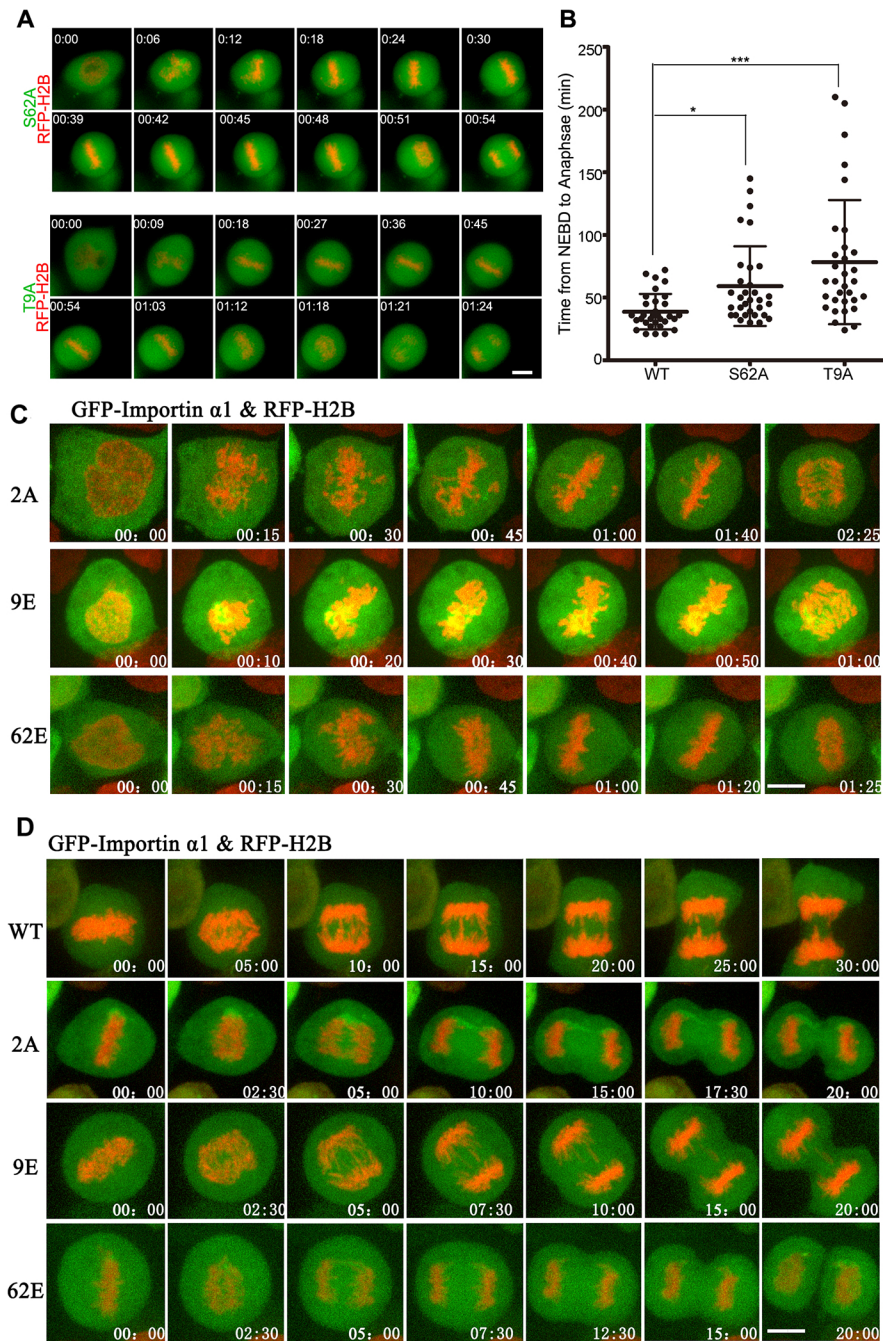 A
0:00 0:06 0:12 0:18 0:24 0:30
S62A
RFP-H2B
00:39 00:42 00:45 00:48 00:51 00:54
00:00 00:09 00:18 00:27 0:36 0:45
T9A
RFP-H2B
00:54 01:03 01:12 01:18 01:21 01:24
B
Time from NEBD to Anaphsae (min)
250
200
150
100
50
0
***
*
WT S62A T9A
C
GFP-Importin α1 & RFP-H2B
2A
00: 00 00:15 00: 30 00: 45 01:00 01:40 02:25
9E
00: 00 00:10 00: 20 00: 30 00:40 00:50 01:00
62E
00: 00 00:15 00: 30 00: 45 01:00 01:20 01:25
D
GFP-Importin α1 & RFP-H2B
WT
00: 00 05:00 10: 00 15: 00 20:00 25:00 30:00
2A
00: 00 02:30 05: 00 10:00 15:00 17:30 20: 00
9E
00: 00 02:30 05: 00 07:30 10:00 15: 00 20:00
62E
00: 00 02:30 05: 00 07:30 12:30 15: 00 20:00